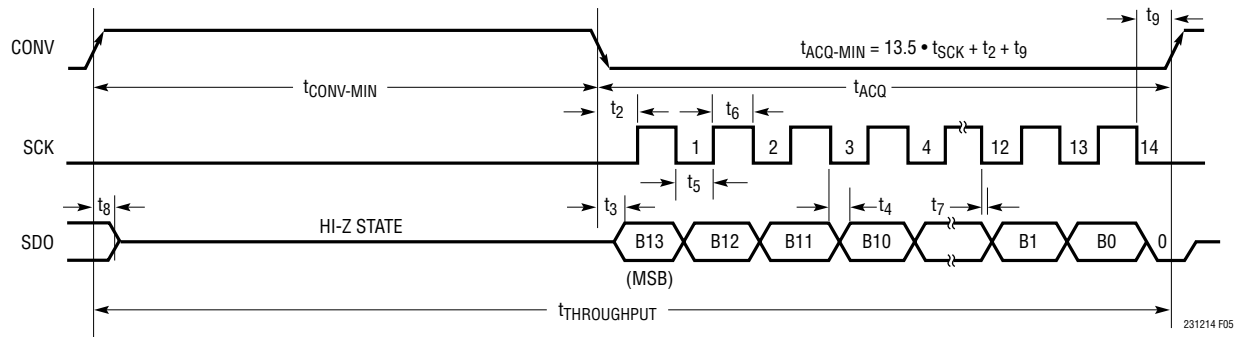 t9
CONV
tACQ-MIN = 13.5 • tSCK + t2 + t9
tCONV-MIN
tACQ
t2
t6
SCK
1
2
3
4
12
13
14
t5
t8
t3
t4
t7
HI-Z STATE
SDO
B13
B12
B11
B10
B1
B0
0
(MSB)
tTHROUGHPUT
231214 F05